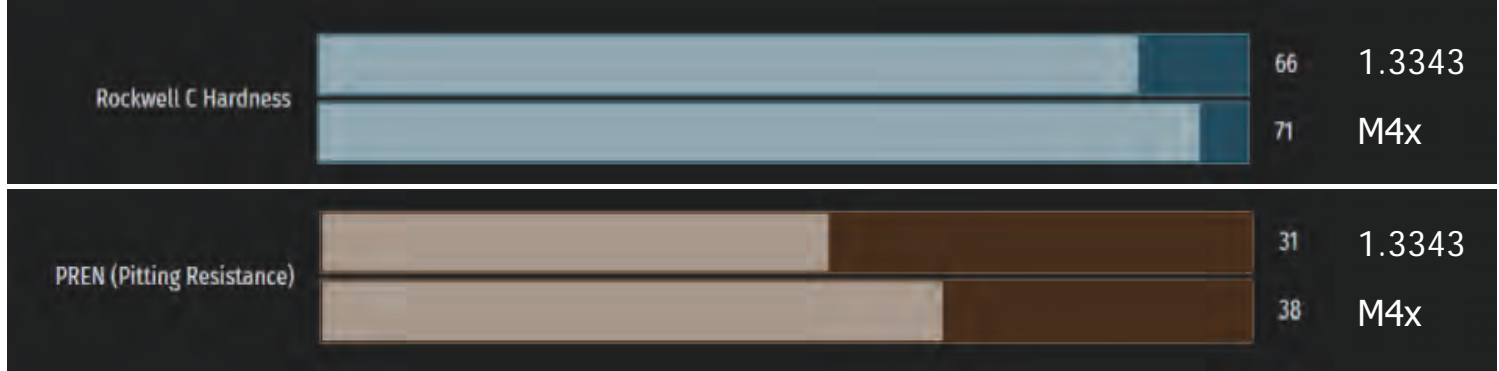 66 1.3343
Rockwell C Hardness
71 M4x
31 1.3343
PREN (Pitting Resistance)
38 M4x